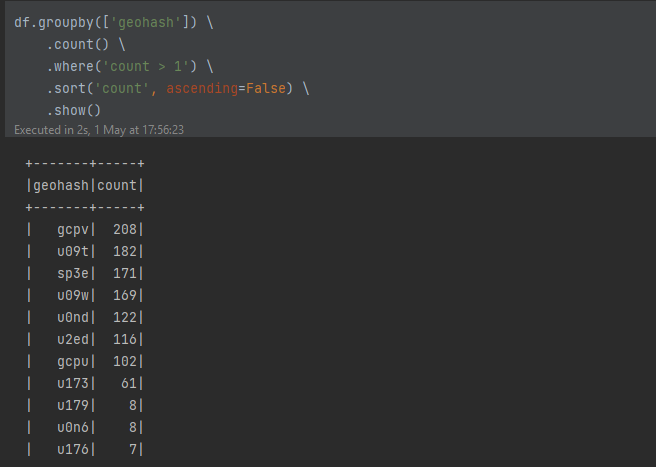 df.groupby(['geohash']) \
    .count() \
    .where('count > 1') \
    .sort('count', ascending=False) \
    .show()
Executed in 2s, 1 May at 17:56:23
+-------+-----+
|geohash|count|
+-------+-----+
|   gcpv|  208|
|   u09t|  182|
|   sp3e|  171|
|   u09w|  169|
|   u0nd|  122|
|   u2ed|  116|
|   gcpu|  102|
|   u173|   61|
|   u179|    8|
|   u0n6|    8|
|   u176|    7|